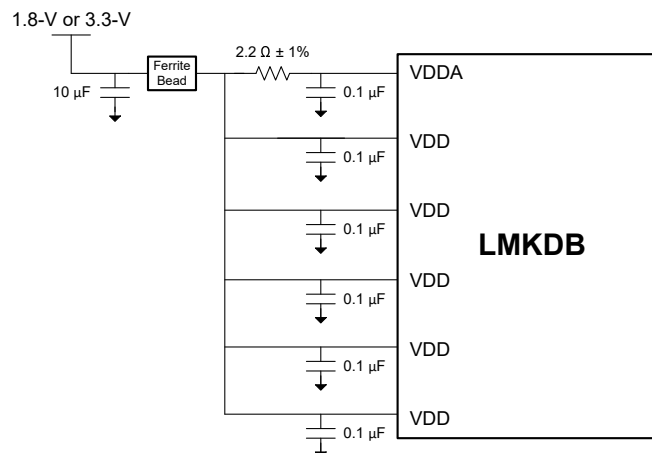 1.8-V or 3.3-V
Ferrite
Bead
2.2 Ω ± 1%
10 µF
0.1 µF
VDDA
0.1 µF
VDD
0.1 µF
VDD
LMKDB
0.1 µF
VDD
0.1 µF
VDD
0.1 µF
VDD